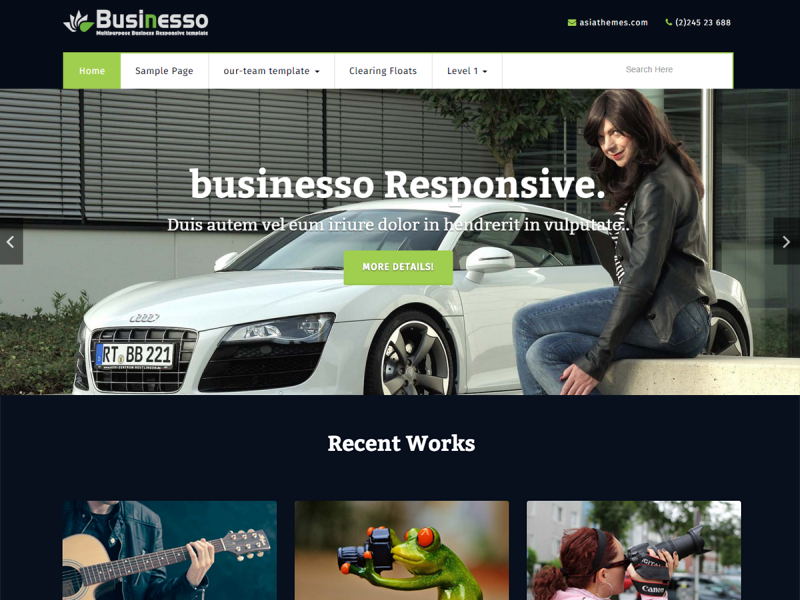 Businesso
Multipurpose Business Responsive template
asiathemes.com
(2)245 23 688
Home
Sample Page
our-team template
Clearing Floats
Level 1
Search Here
businesso Responsive.
Duis autem vel eum iriure dolor in hendrerit in vulputate..
MORE DETAILS!
RT BB 221
Recent Works
DIGITAL
Canon